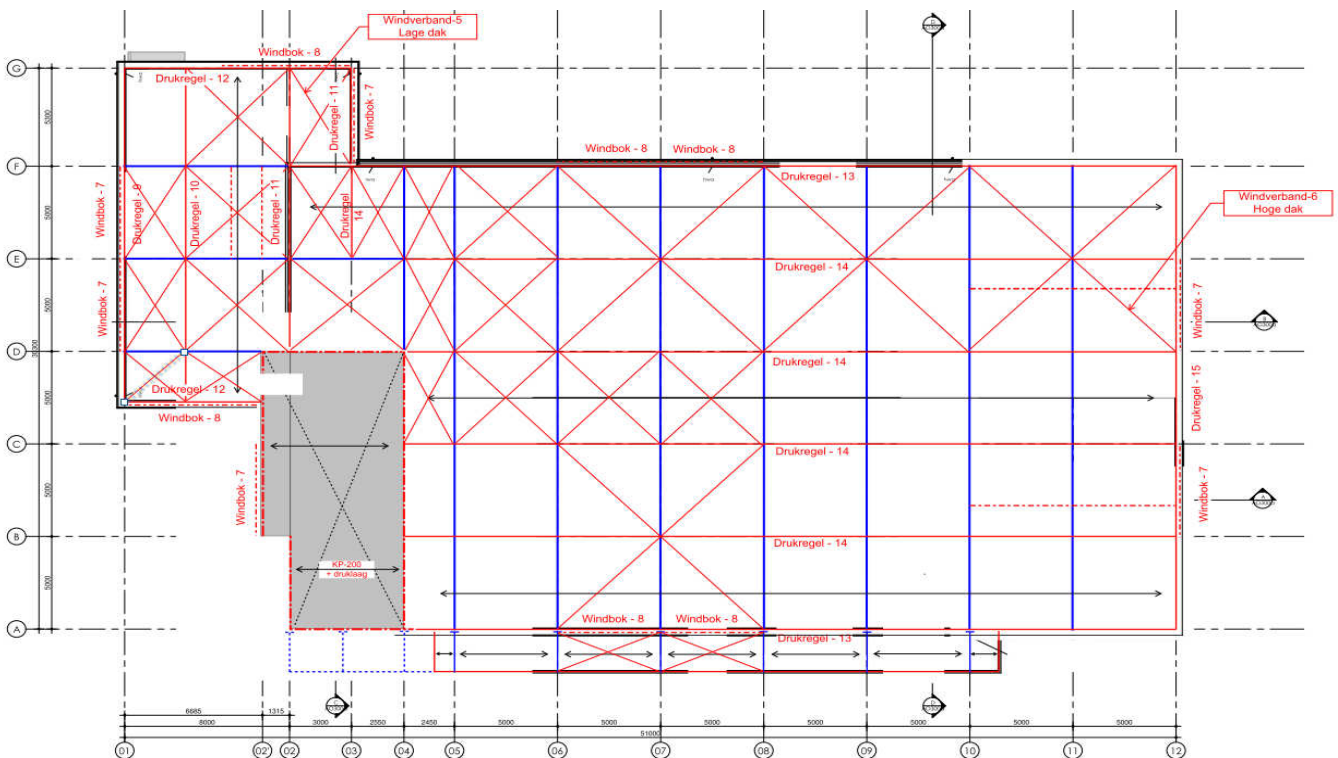 Windverband-5
Lage dak
Windbok - 8
G
Drukregel - 12
Drukregel - 11
Windbok - 7
5300
Windbok - 8
Windbok - 8
F
Drukregel - 13
Windbok - 7
Drukregel - 9
Drukregel - 10
Drukregel - 11
Drukregel
14
Windverband-6
Hoge dak
5000
E
Drukregel - 14
Windbok - 7
Windbok - 7
5000
D
Drukregel - 14
Drukregel - 12
Drukregel - 15
Windbok - 8
5000
C
Drukregel - 14
Windbok - 7
Windbok - 7
5000
B
Drukregel - 14
KP-200
+ druklaag
5000
A
Windbok - 8
Windbok - 8
Drukregel - 13
6685
1315
8000
3000
2550
2450
5000
5000
5000
5000
5000
5000
5000
51000
01
02'
02
03
04
05
06
07
08
09
10
11
12